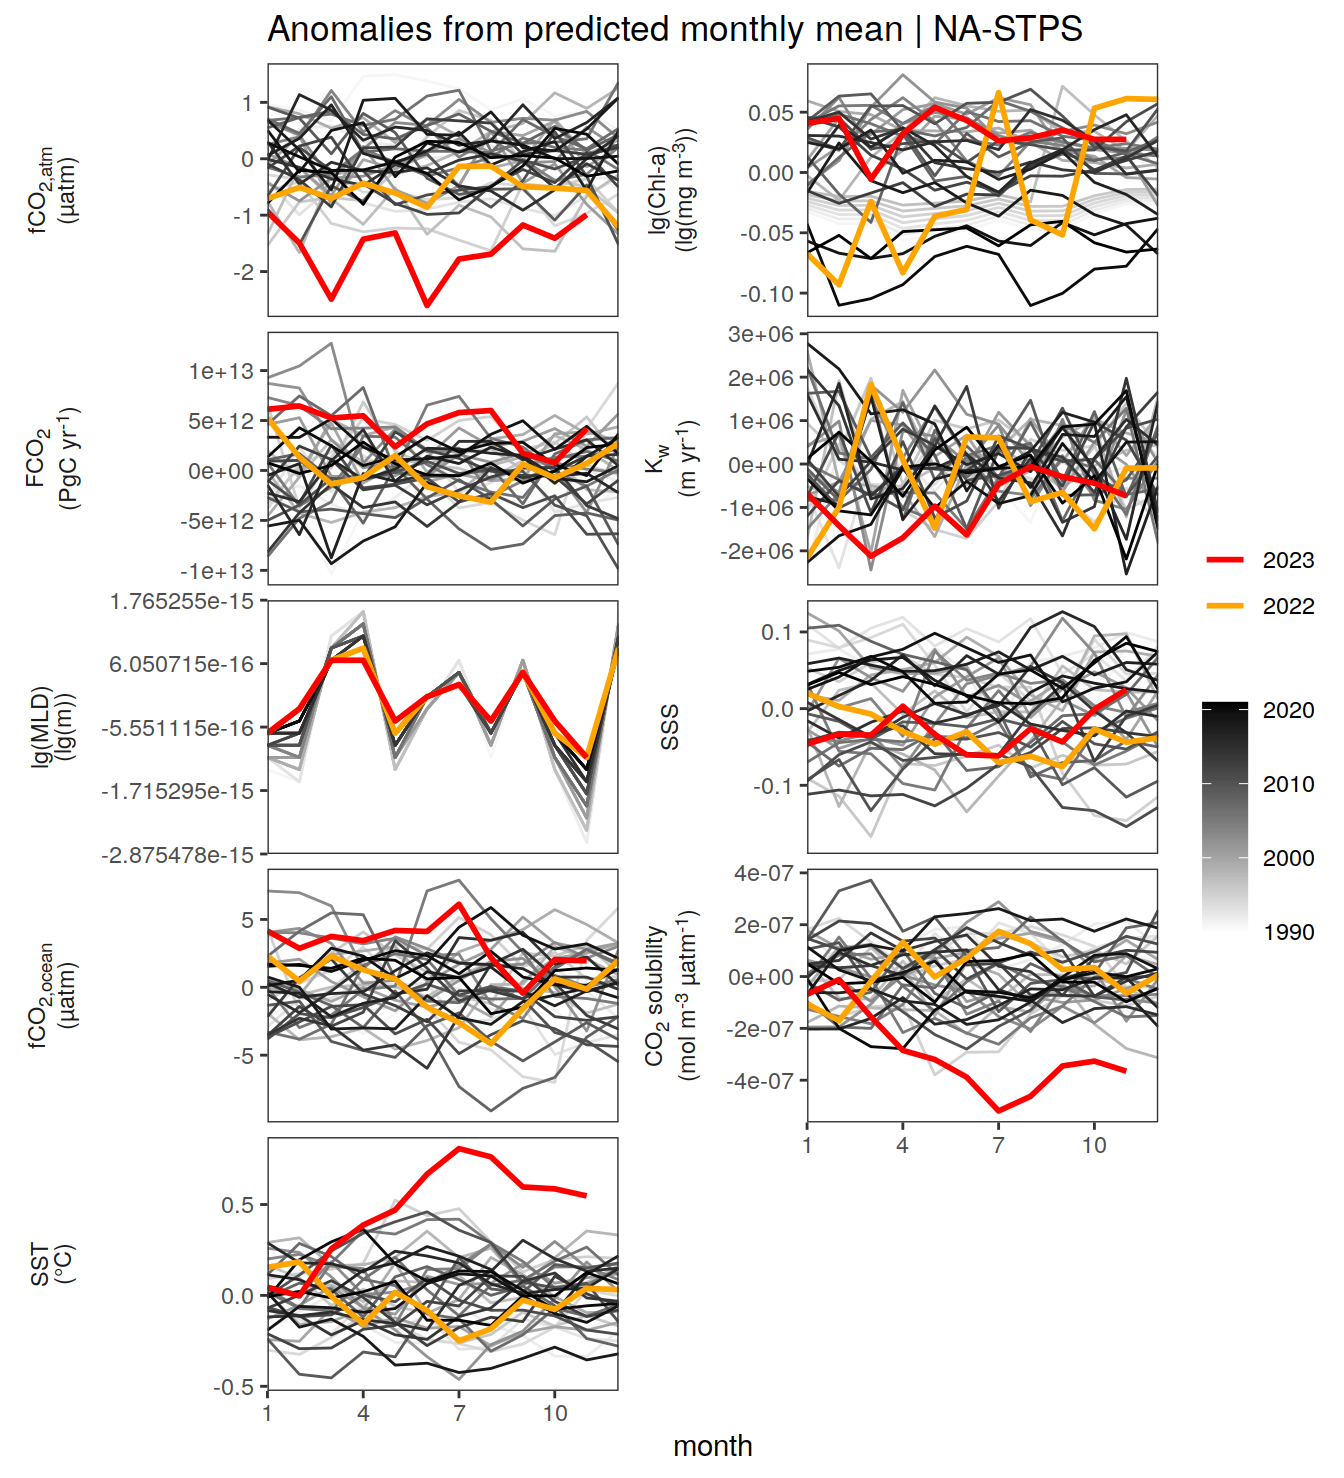 Anomalies from predicted monthly mean | NA-STPS
fCO2,atm
(µatm)
1
0
-1
-2
lg(Chl-a)
(lg(mg m-3))
0.05
0.00
-0.05
-0.10
FCO2
(PgC yr-1)
1e+13
5e+12
0e+00
-5e+12
-1e+13
Kw
(m yr-1)
3e+06
2e+06
1e+06
0e+00
-1e+06
-2e+06
lg(MLD)
(lg(m))
1.765255e-15
6.050715e-16
-5.551115e-16
-1.715295e-15
-2.875478e-15
SSS
0.1
0.0
-0.1
fCO2,ocean
(µatm)
5
0
-5
CO2 solubility
(mol m-3 µatm-1)
4e-07
2e-07
0e+00
-2e-07
-4e-07
1 4 7 10
SST
(°C)
0.5
0.0
-0.5
1 4 7 10
month
2023
2022
2020
2010
2000
1990